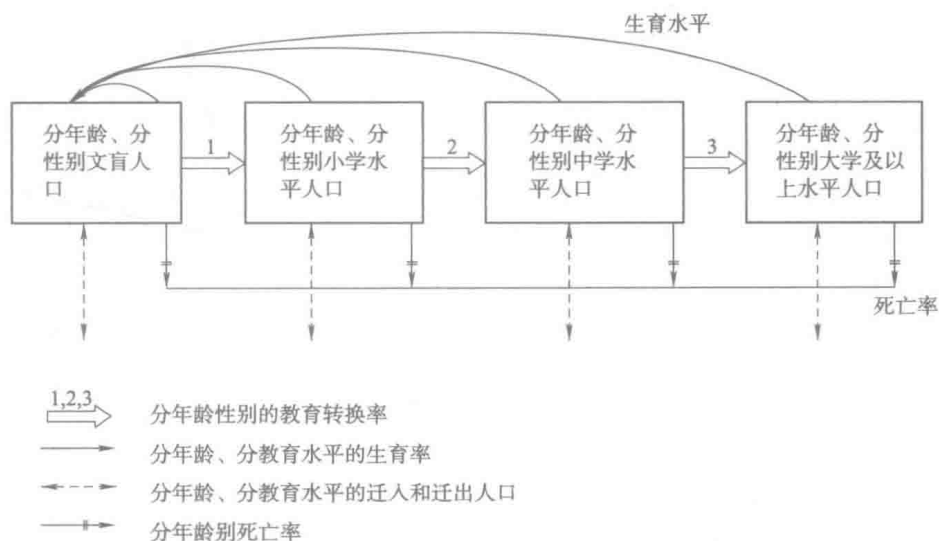 生育水平
分年龄、分
性别文盲人
口
1
分年龄、分
性别小学水
平人口
2
分年龄、分
性别中学水
平人口
3
分年龄、分
性别大学及以
上水平人口
死亡率
1,2,3
分年龄性别的教育转换率
分年龄、分教育水平的生育率
分年龄、分教育水平的迁入和迁出人口
分年龄别死亡率